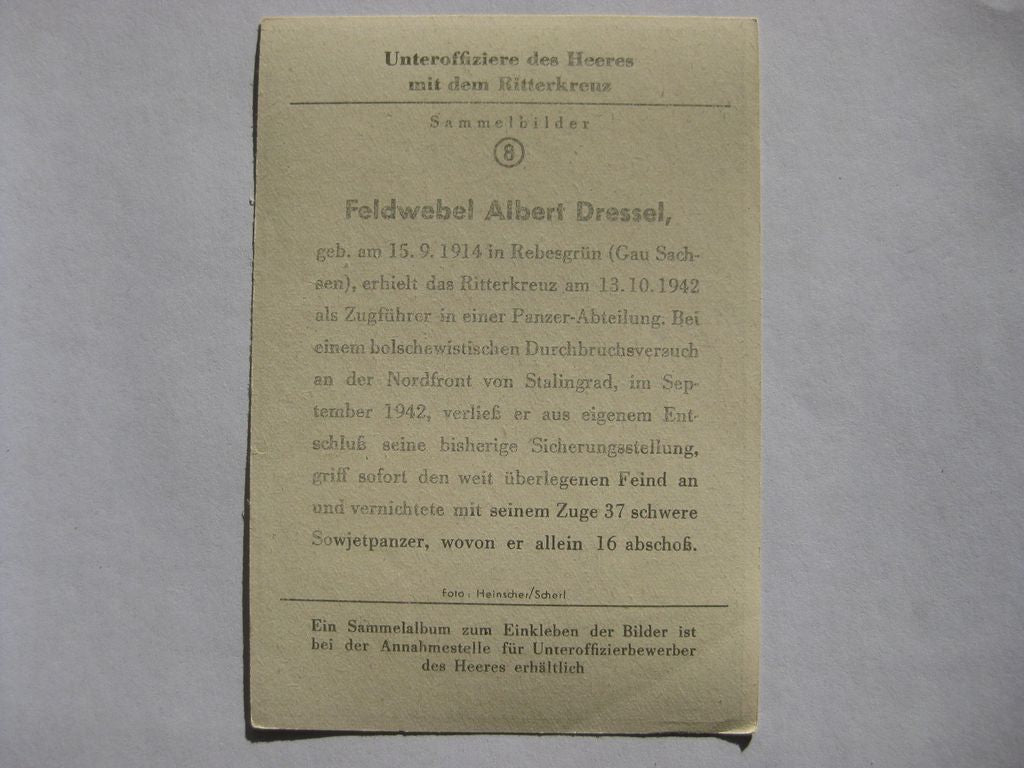 Unteroffiziere des Heeres
mit dem Ritterkreuz
Sammelbilder
8
Feldwebel Albert Dressel,
geb. am 15. 9. 1914 in Rebesgrün (Gau Sach-
sen), erhielt das Ritterkreuz am 13. 10. 1942
als Zugführer in einer Panzer-Abteilung. Bei
einem bolschewistischen Durchbruchsversuch
an der Nordfront von Stalingrad, im Sep-
tember 1942, verließ er aus eigenem Ent-
schluß seine bisherige Sicherungsstellung,
griff sofort den weit überlegenen Feind an
und vernichtete mit seinem Zuge 37 schwere
Sowjetpanzer, wovon er allein 16 abschoß.
Foto: Heinscher/Scherl
Ein Sammelalbum zum Einkleben der Bilder ist
bei der Annahmestelle für Unteroffizierbewerber
des Heeres erhältlich